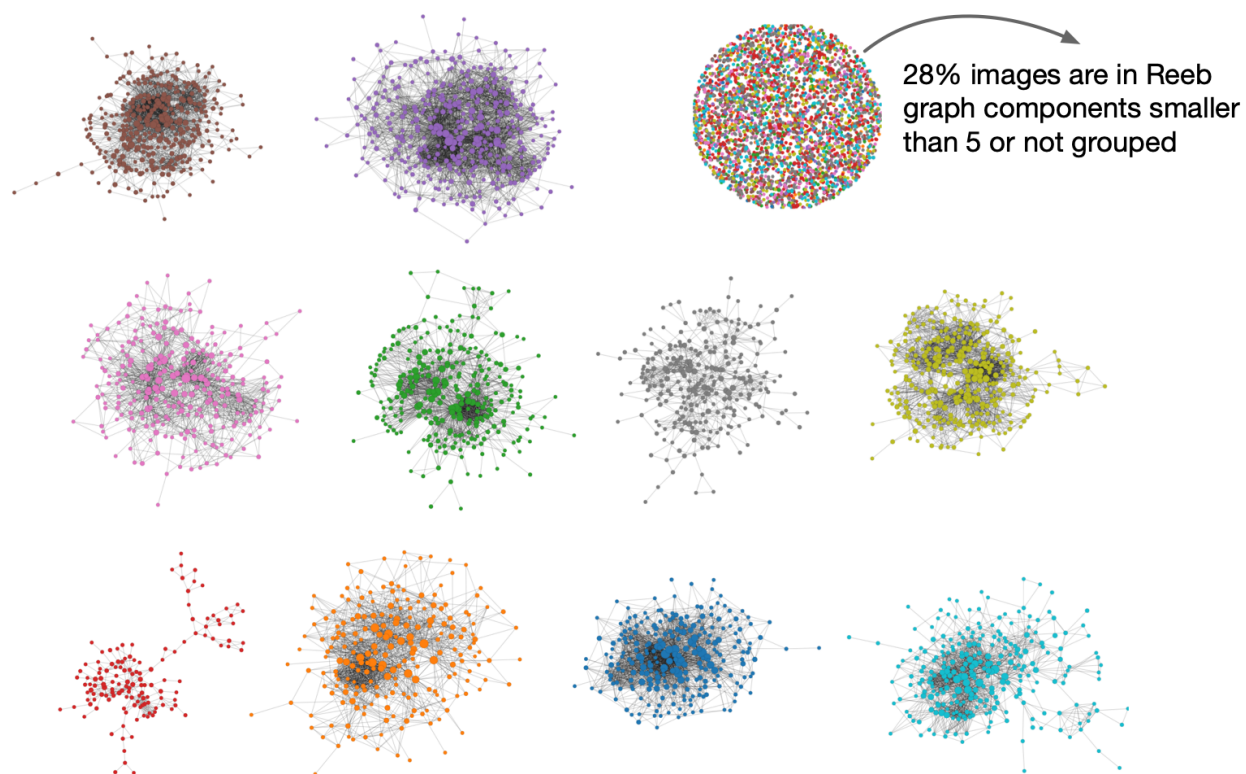 28% images are in Reeb
graph components smaller
than 5 or not grouped